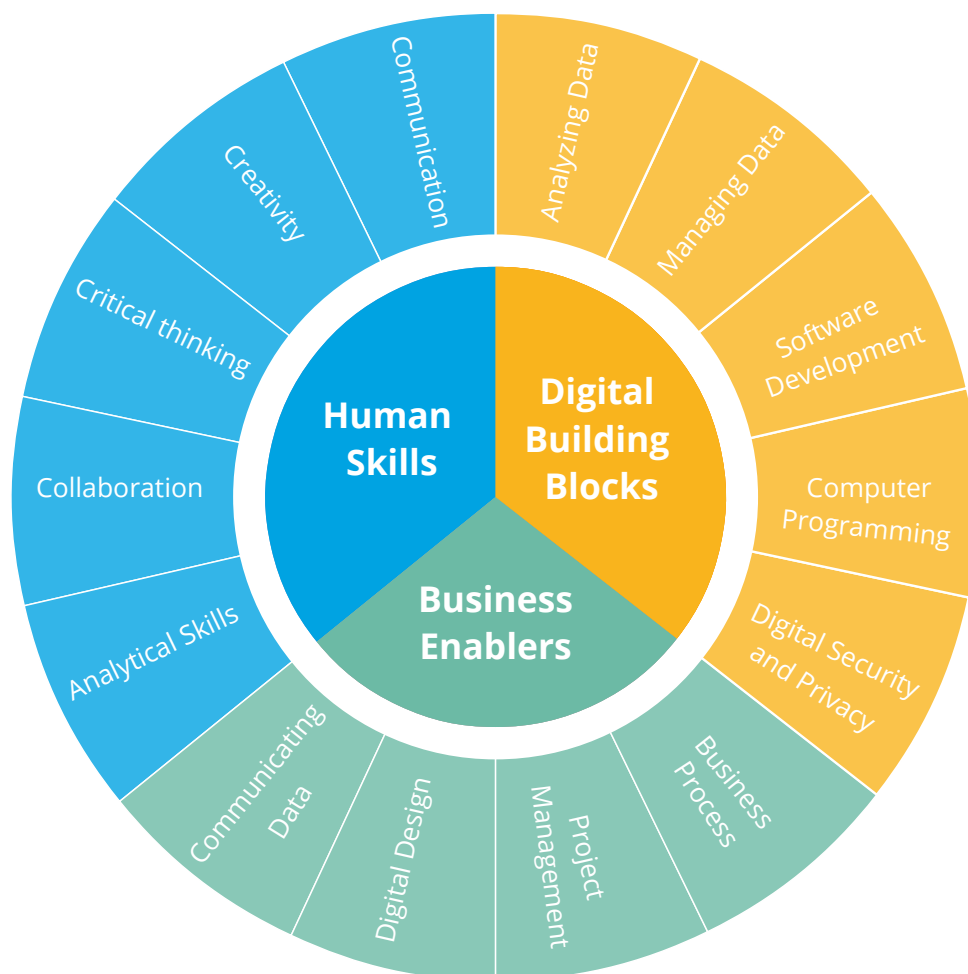 Human
Skills
Digital
Building
Blocks
Business
Enablers
Analyzing Data
Managing Data
Software
Development
Computer
Programming
Digital Security
and Privacy
Business
Process
Project
Management
Digital Design
Communicating
Data
Analytical Skills
Collaboration
Critical thinking
Creativity
Communication